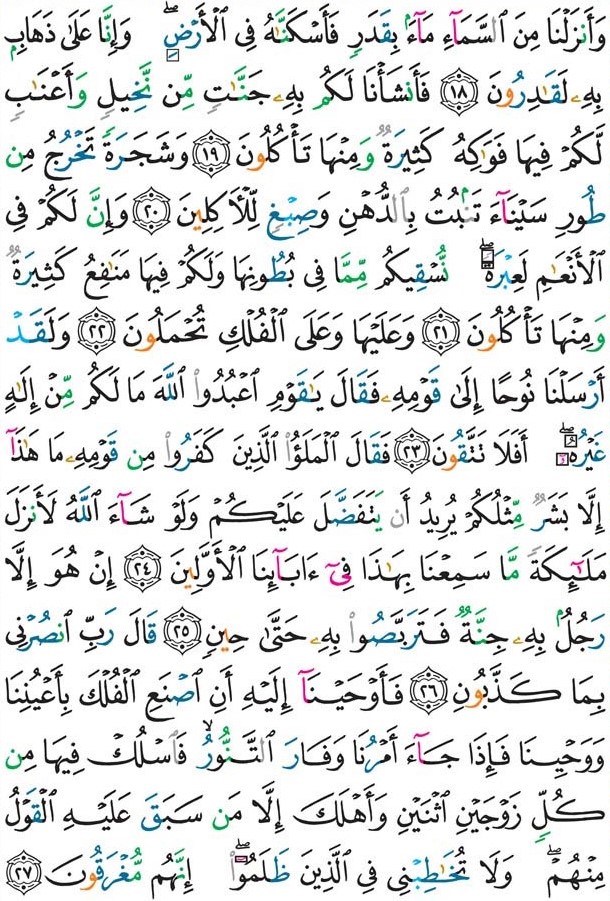 وَأَنزَلْنَا مِنَ ٱلسَّمَآءِ مَآءًۢ بِقَدَرٍ فَأَسْكَنَّٰهُ فِى ٱلْأَرْضِ ۖ وَإِنَّا عَلَىٰ ذَهَابٍۭ
بِهِۦ لَقَٰدِرُونَ ١٨ فَأَنشَأْنَا لَكُم بِهِۦ جَنَّٰتٍ مِّن نَّخِيلٍ وَأَعْنَٰبٍ
لَّكُمْ فِيهَا فَوَٰكِهُ كَثِيرَةٌ وَمِنْهَا تَأْكُلُونَ ١٩ وَشَجَرَةً تَخْرُجُ مِن
طُورِ سَيْنَآءَ تَنۢبُتُ بِٱلدُّهْنِ وَصِبْغٍ لِّلْأَكِلِينَ ٢٠ وَإِنَّ لَكُمْ فِى
ٱلْأَنْعَٰمِ لَعِبْرَةً ۖ نُّسْقِيكُم مِّمَّا فِى بُطُونِهَا وَلَكُمْ فِيهَا مَنَٰفِعُ كَثِيرَةٌ
وَمِنْهَا تَأْكُلُونَ ٢١ وَعَلَيْهَا وَعَلَى ٱلْفُلْكِ تُحْمَلُونَ ٢٢ وَلَقَدْ
أَرْسَلْنَا نُوحًا إِلَىٰ قَوْمِهِۦ فَقَالَ يَٰقَوْمِ ٱعْبُدُوا۟ ٱللَّهَ مَا لَكُم مِّنْ إِلَٰهٍ
غَيْرُهُۥٓ ۖ أَفَلَا تَتَّقُونَ ٢٣ فَقَالَ ٱلْمَلَؤُا۟ ٱلَّذِينَ كَفَرُوا۟ مِن قَوْمِهِۦ مَا هَٰذَآ
إِلَّا بَشَرٌ مِّثْلُكُمْ يُرِيدُ أَن يَتَفَضَّلَ عَلَيْكُمْ وَلَوْ شَآءَ ٱللَّهُ لَأَنزَلَ
مَلَٰٓئِكَةً مَّا سَمِعْنَا بِهَٰذَا فِىٓ ءَابَآئِنَا ٱلْأَوَّلِينَ ٢٤ إِنْ هُوَ إِلَّا
رَجُلٌۢ بِهِۦ جِنَّةٌ فَتَرَبَّصُوا۟ بِهِۦ حَتَّىٰ حِينٍ ٢٥ قَالَ رَبِّ ٱنصُرْنِى
بِمَا كَذَّبُونِ ٢٦ فَأَوْحَيْنَآ إِلَيْهِ أَنِ ٱصْنَعِ ٱلْفُلْكَ بِأَعْيُنِنَا
وَوَحْيِنَا فَإِذَا جَآءَ أَمْرُنَا وَفَارَ ٱلتَّنُّورُ ۙ فَٱسْلُكْ فِيهَا مِن
كُلٍّ زَوْجَيْنِ ٱثْنَيْنِ وَأَهْلَكَ إِلَّا مَن سَبَقَ عَلَيْهِ ٱلْقَوْلُ
مِنْهُمْ ۖ وَلَا تُخَٰطِبْنِى فِى ٱلَّذِينَ ظَلَمُوٓا۟ ۖ إِنَّهُم مُّغْرَقُونَ ٢٧